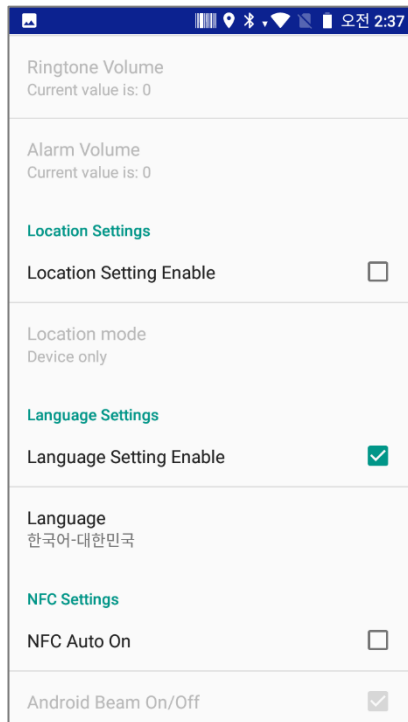 오전 2:37
Ringtone Volume
Current value is: 0
Alarm Volume
Current value is: 0
Location Settings
Location Setting Enable
Location mode
Device only
Language Settings
Language Setting Enable
Language
한국어-대한민국
NFC Settings
NFC Auto On
Android Beam On/Off